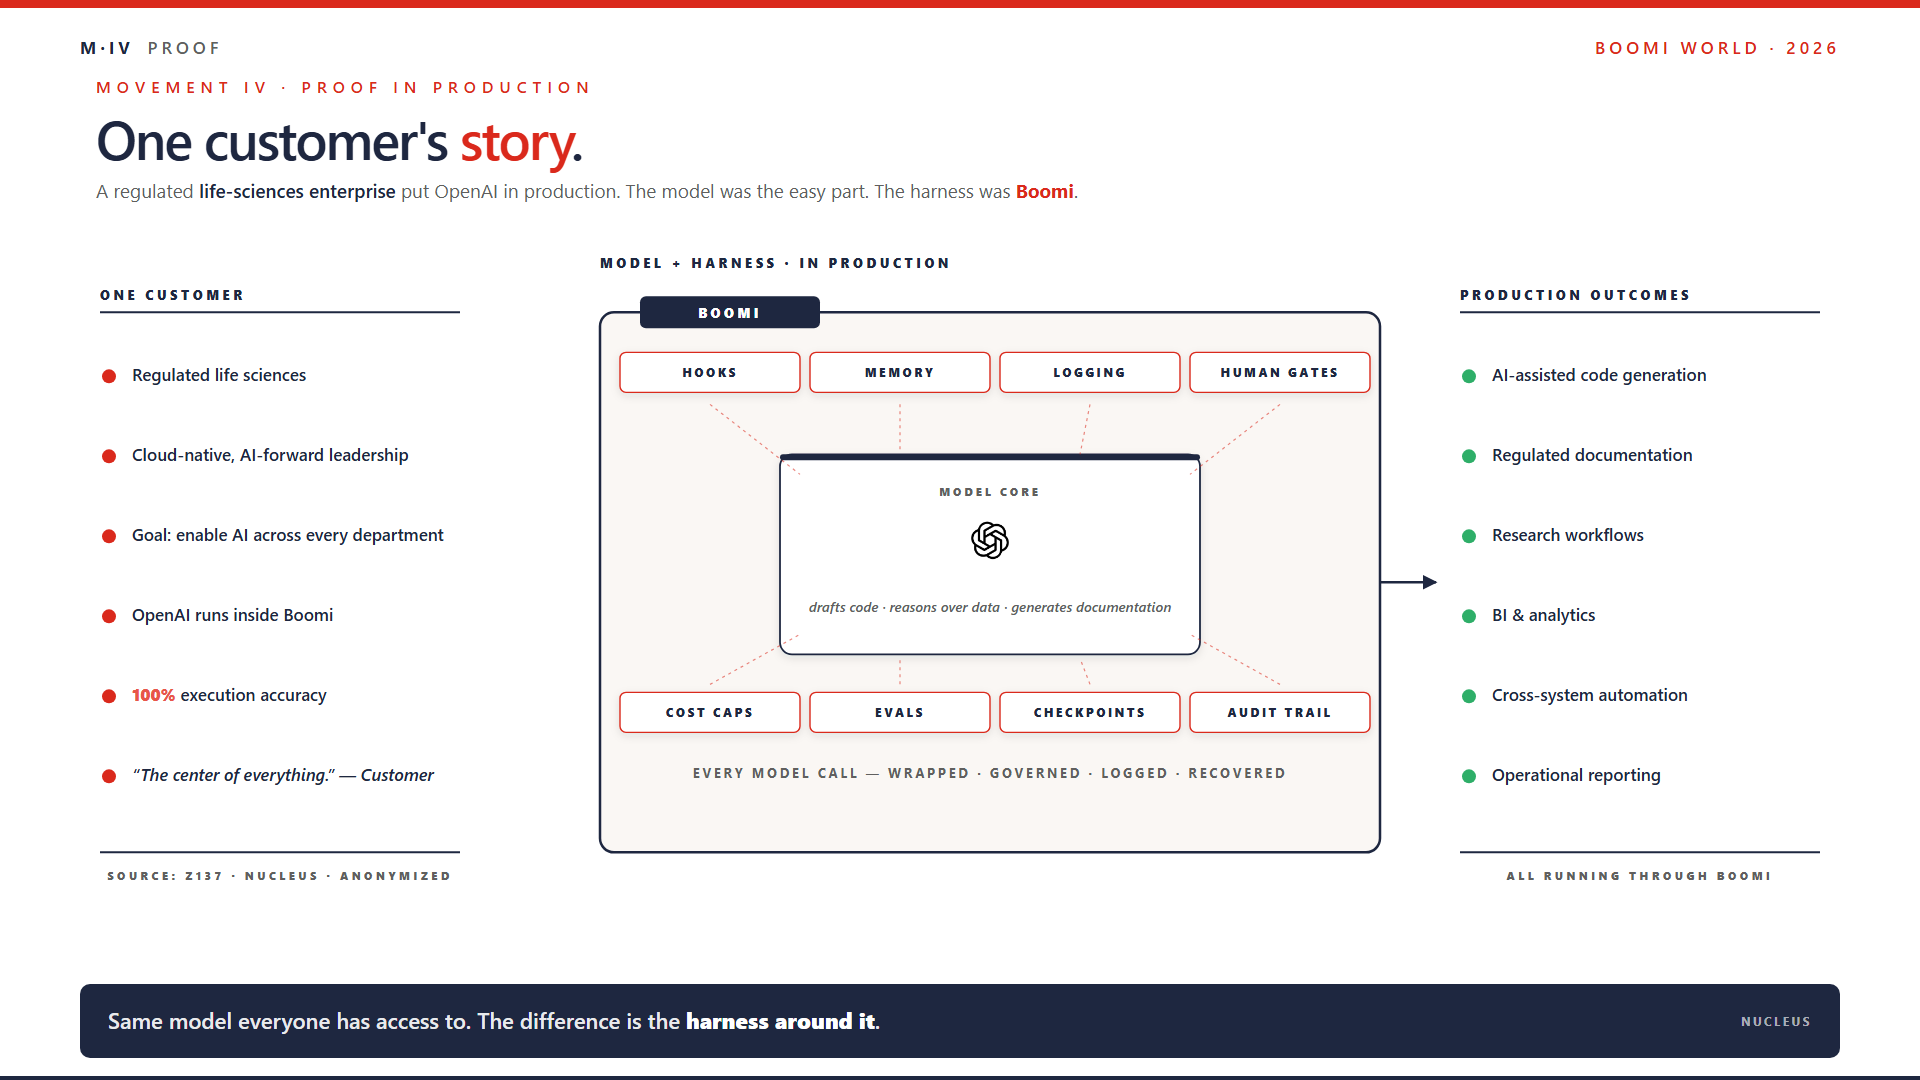 M·IV PROOF
BOOMI WORLD · 2026
MOVEMENT IV · PROOF IN PRODUCTION
One customer's story.
A regulated life-sciences enterprise put OpenAI in production. The model was the easy part. The harness was Boomi.
ONE CUSTOMER
Regulated life sciences
Cloud-native, AI-forward leadership
Goal: enable AI across every department
OpenAI runs inside Boomi
100% execution accuracy
“The center of everything.” — Customer
SOURCE: Z137 · NUCLEUS · ANONYMIZED
MODEL + HARNESS · IN PRODUCTION
BOOMI
HOOKS
MEMORY
LOGGING
HUMAN GATES
MODEL CORE
drafts code · reasons over data · generates documentation
COST CAPS
EVALS
CHECKPOINTS
AUDIT TRAIL
EVERY MODEL CALL — WRAPPED · GOVERNED · LOGGED · RECOVERED
PRODUCTION OUTCOMES
AI-assisted code generation
Regulated documentation
Research workflows
BI & analytics
Cross-system automation
Operational reporting
ALL RUNNING THROUGH BOOMI
Same model everyone has access to. The difference is the harness around it.
NUCLEUS